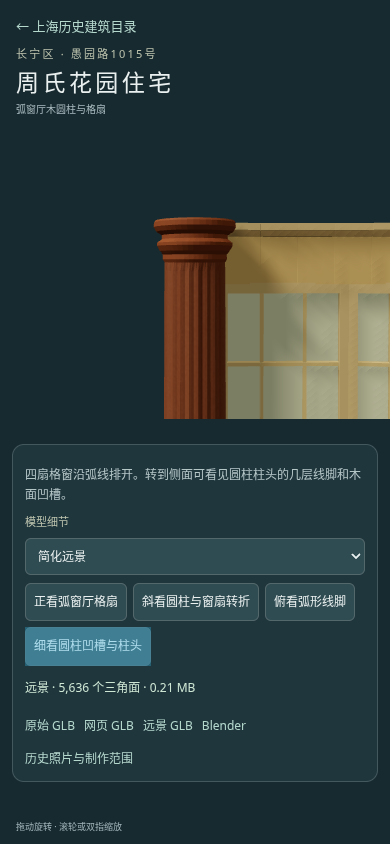 ← 上海历史建筑目录
长宁区 · 愚园路1015号
周氏花园住宅
弧窗厅木圆柱与格扇
四扇格窗沿弧线排开。转到侧面可看见圆柱柱头的几层线脚和木
面凹槽。
模型细节
简化远景
正看弧窗厅格扇 斜看圆柱与窗扇转折 俯看弧形线脚
细看圆柱凹槽与柱头
远景 · 5,636 个三角面 · 0.21 MB
原始 GLB 网页 GLB 远景 GLB Blender
历史照片与制作范围
拖动旋转 · 滚轮或双指缩放